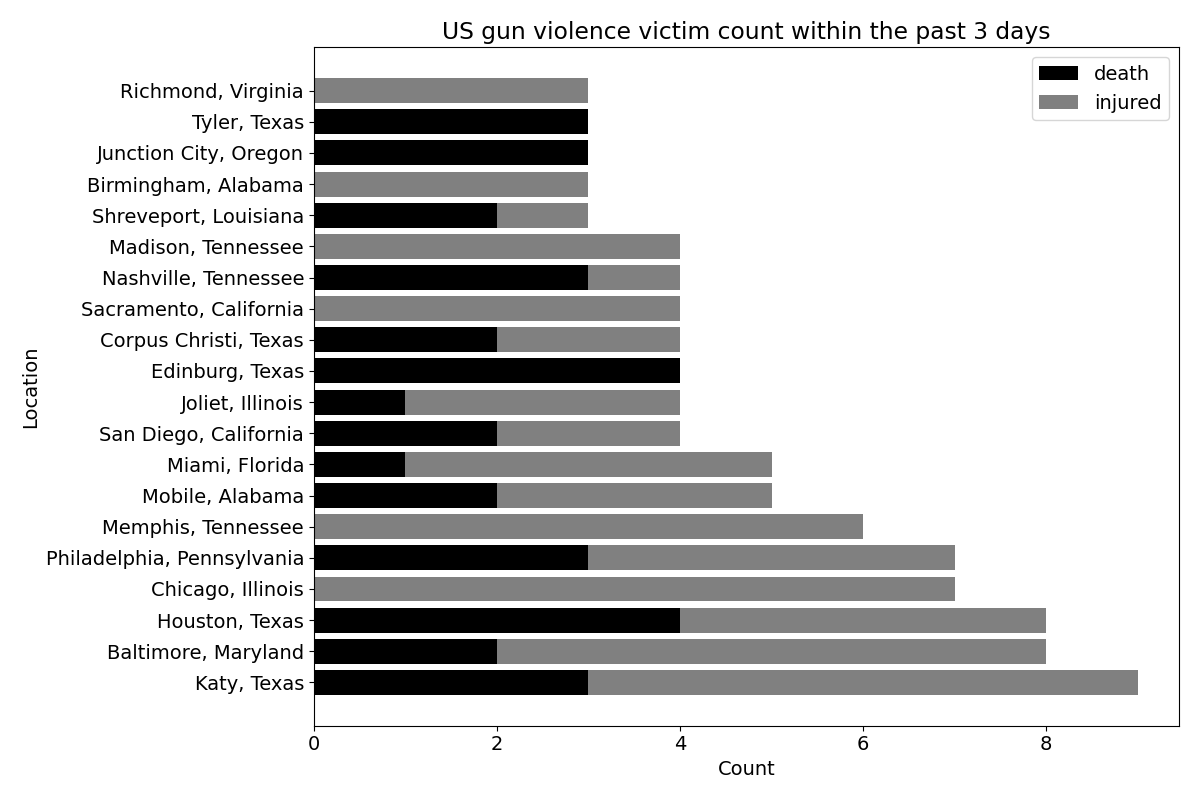 US gun violence victim count within the past 3 days
death
injured
Richmond, Virginia
Tyler, Texas
Junction City, Oregon
Birmingham, Alabama
Shreveport, Louisiana
Madison, Tennessee
Nashville, Tennessee
Sacramento, California
Corpus Christi, Texas
Edinburg, Texas
Joliet, Illinois
San Diego, California
Miami, Florida
Mobile, Alabama
Memphis, Tennessee
Philadelphia, Pennsylvania
Chicago, Illinois
Houston, Texas
Baltimore, Maryland
Katy, Texas
Location
0 2 4 6 8
Count